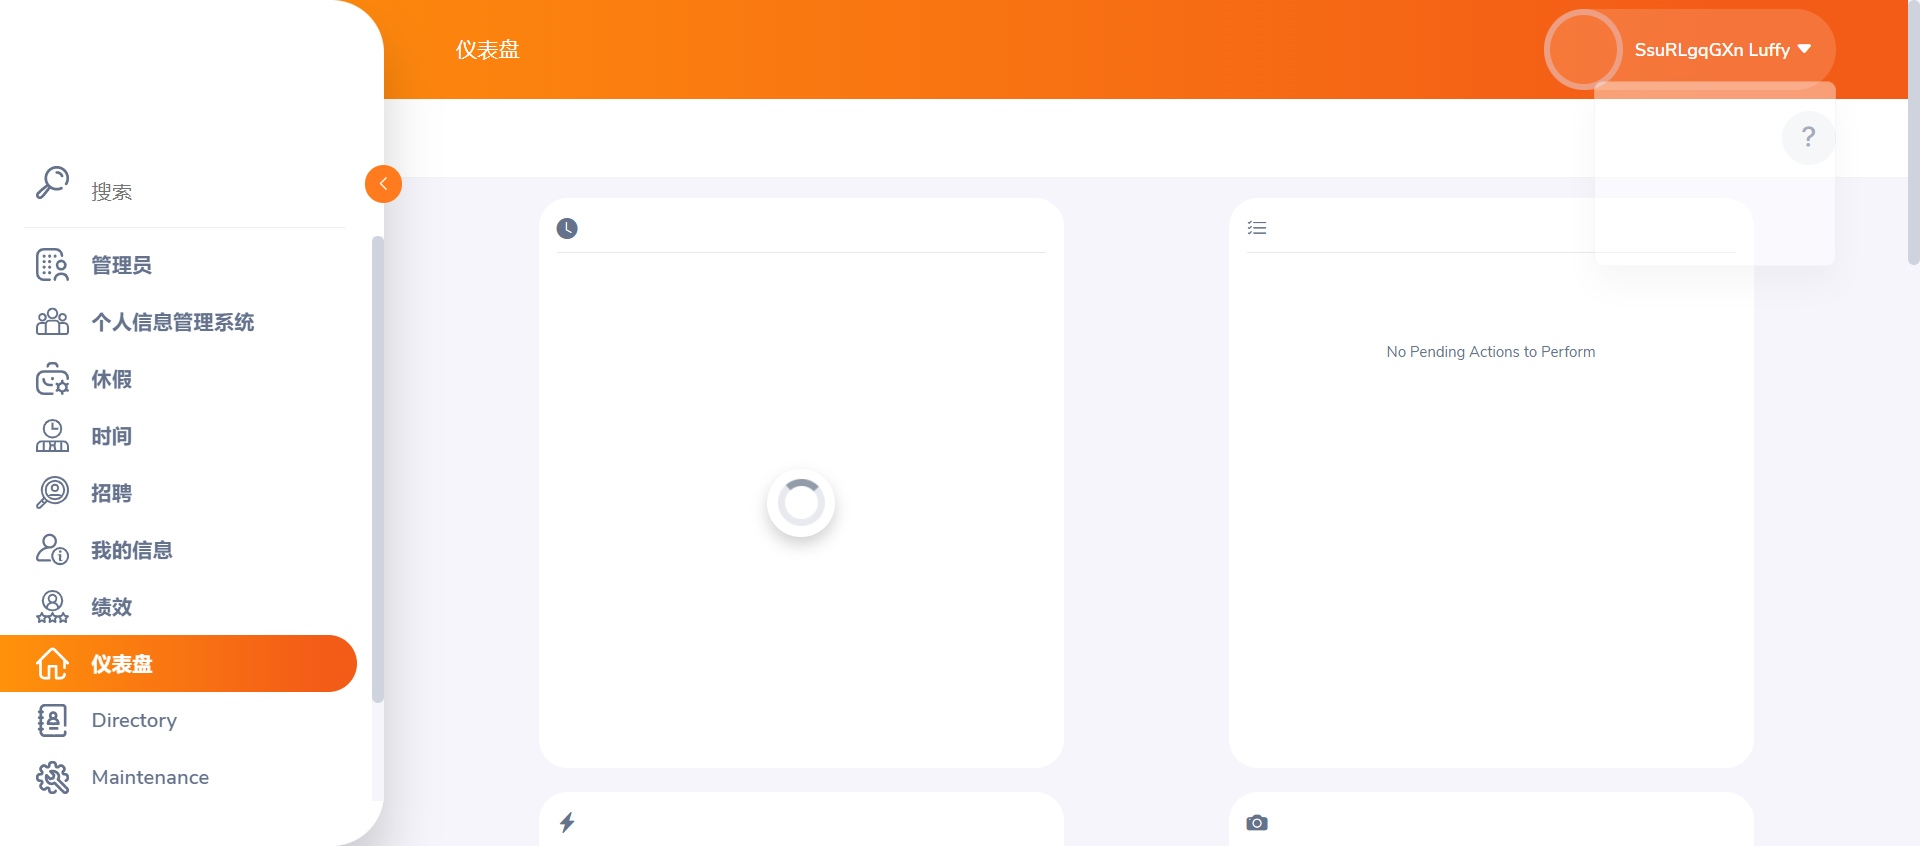 仪表盘
SsuRLgqGXn Luffy
?
搜索
管理员
个人信息管理系统
休假
时间
招聘
我的信息
绩效
仪表盘
Directory
Maintenance
No Pending Actions to Perform